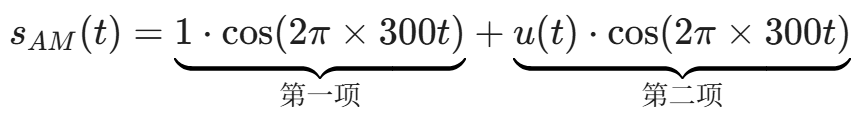 s_{AM}(t) = 1 · cos(2π × 300t) + u(t) · cos(2π × 300t)
第一项 第二项